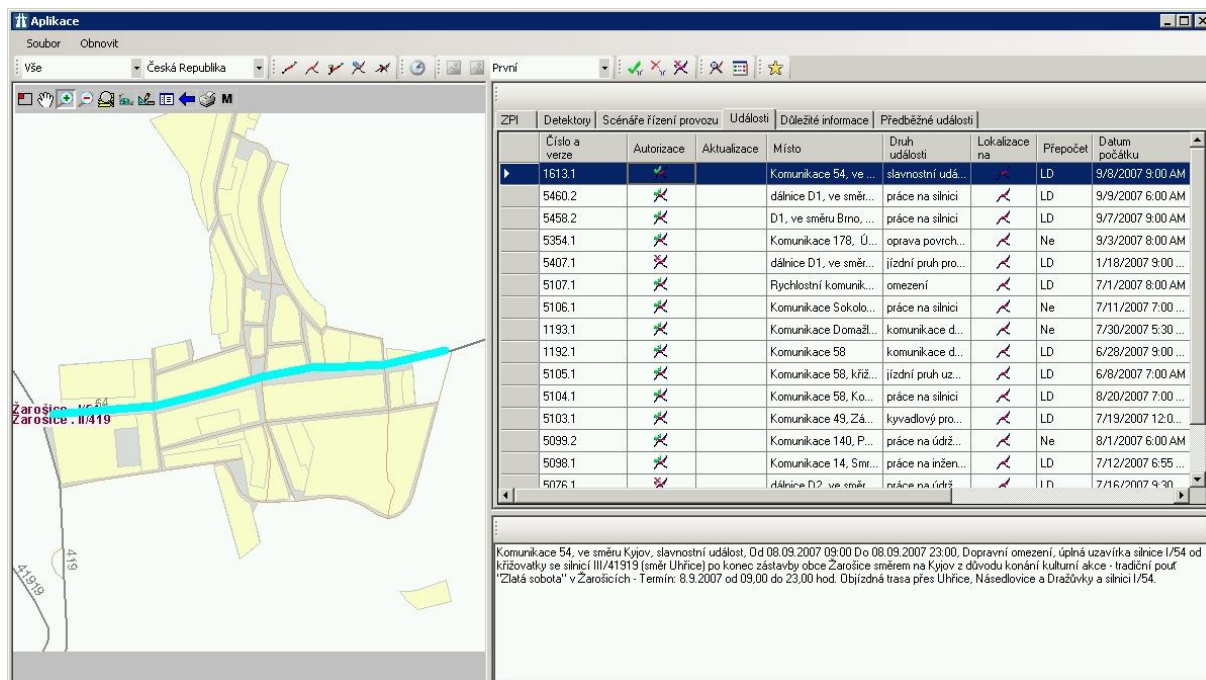 Aplikace
Soubor Obnovit
Vše Česká Republika První
M
ZPI Detektory Scénáře řízení provozu Události Důležité informace Předběžné události
Číslo a verze Autorizace Aktualizace Místo Druh události Lokalizace na Přepočet Datum počátku
1613.1 Komunikace 54, ve ... slavnostní udá... LD 9/8/2007 9:00 AM
5460.2 dálnice D1, ve směr... práce na silnici LD 9/9/2007 6:00 AM
5458.2 D1, ve směru Brno, ... práce na silnici LD 9/7/2007 9:00 AM
5354.1 Komunikace 178, Ú... oprava povrch... Ne 9/3/2007 8:00 AM
5407.1 dálnice D1, ve směr... jízdní pruh pro... LD 1/18/2007 9:00 ...
5107.1 Rychlostní komunik... omezení LD 7/1/2007 8:00 AM
5106.1 Komunikace Sokolo... práce na silnici Ne 7/11/2007 7:00 ...
1193.1 Komunikace Domažl... komunikace d... Ne 7/30/2007 5:30 ...
1192.1 Komunikace 58 komunikace d... LD 6/28/2007 9:00 ...
5105.1 Komunikace 58, křiž... jízdní pruh uz... LD 6/8/2007 7:00 AM
5104.1 Komunikace 58, Ko... práce na silnici LD 8/20/2007 7:00 ...
5103.1 Komunikace 49, Zá... kyvadlový pro... LD 7/19/2007 12:0...
5099.2 Komunikace 140, P... práce na údrž... Ne 8/1/2007 6:00 AM
5098.1 Komunikace 14, Smr... práce na inžen... LD 7/12/2007 6:55 ...
5076.1 dálnice D2, ve směr... práce na údrž... LD 7/16/2007 9:30 ...
54
Žarošice . I/54
Žarošice . II/419
419
41919
Komunikace 54, ve směru Kyjov, slavnostní událost, Od 08.09.2007 09:00 Do 08.09.2007 23:00, Dopravní omezení, úplná uzavírka silnice I/54 od
křižovatky se silnicí III/41919 (směr Uhřice) po konec zástavby obce Žarošice směrem na Kyjov z důvodu konání kulturní akce - tradiční pouť
"Zlatá sobota" v Žarošicích - Termín: 8.9.2007 od 09,00 do 23,00 hod. Objízdná trasa přes Uhřice, Násedlovice a Dražůvky a silnici I/54.